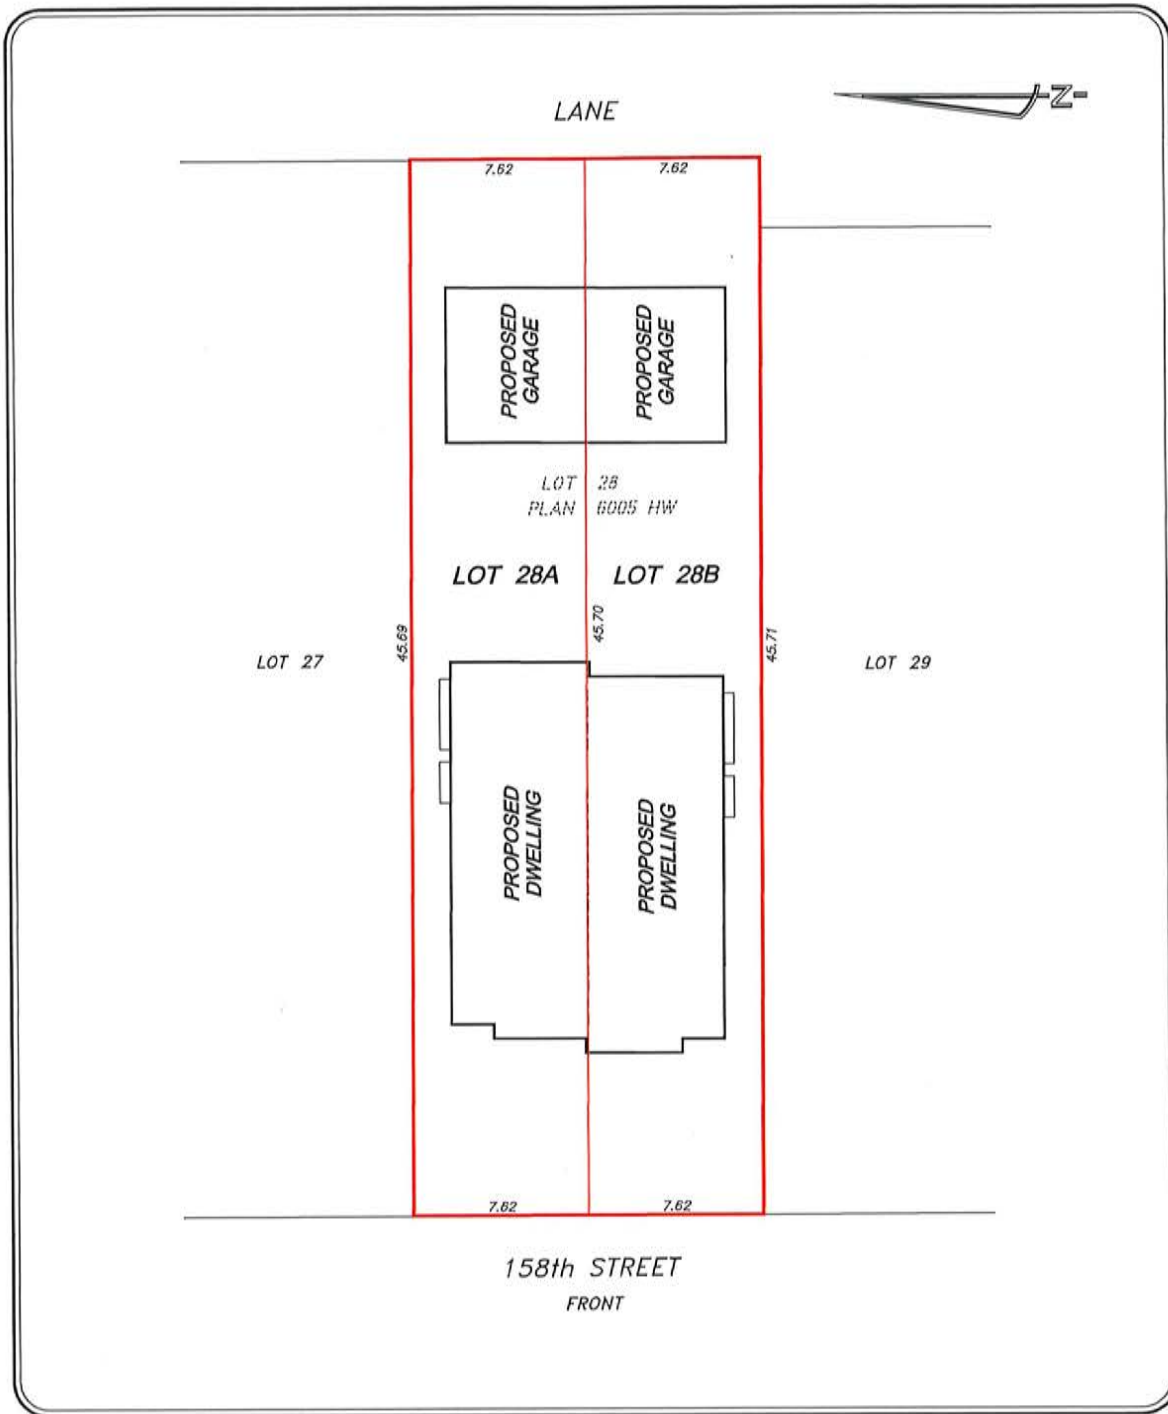 LANE
-Z-
7.62 7.62
PROPOSED
GARAGE
PROPOSED
GARAGE
LOT 28
PLAN 6005 HW
LOT 28A LOT 28B
45.69
45.70
45.71
LOT 27
LOT 29
PROPOSED
DWELLING
PROPOSED
DWELLING
7.62 7.62
158th STREET
FRONT